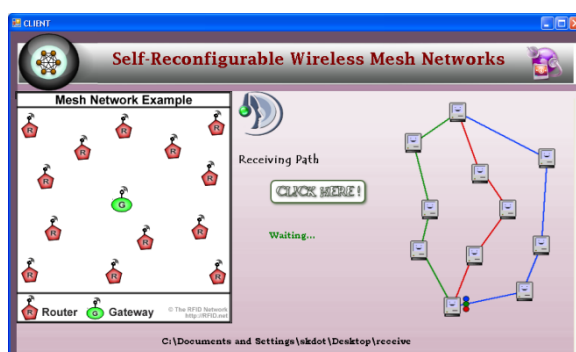 CLIENT
Self-Reconfigurable Wireless Mesh Networks
Mesh Network Example
R
R
R
R
R
R
R
G
R
R
R
R
R
R Router G Gateway
© The RFID Network
http://RFID.net
Receiving Path
CLICK HERE!
Waiting...
C:\Documents and Settings\skdot\Desktop\receive